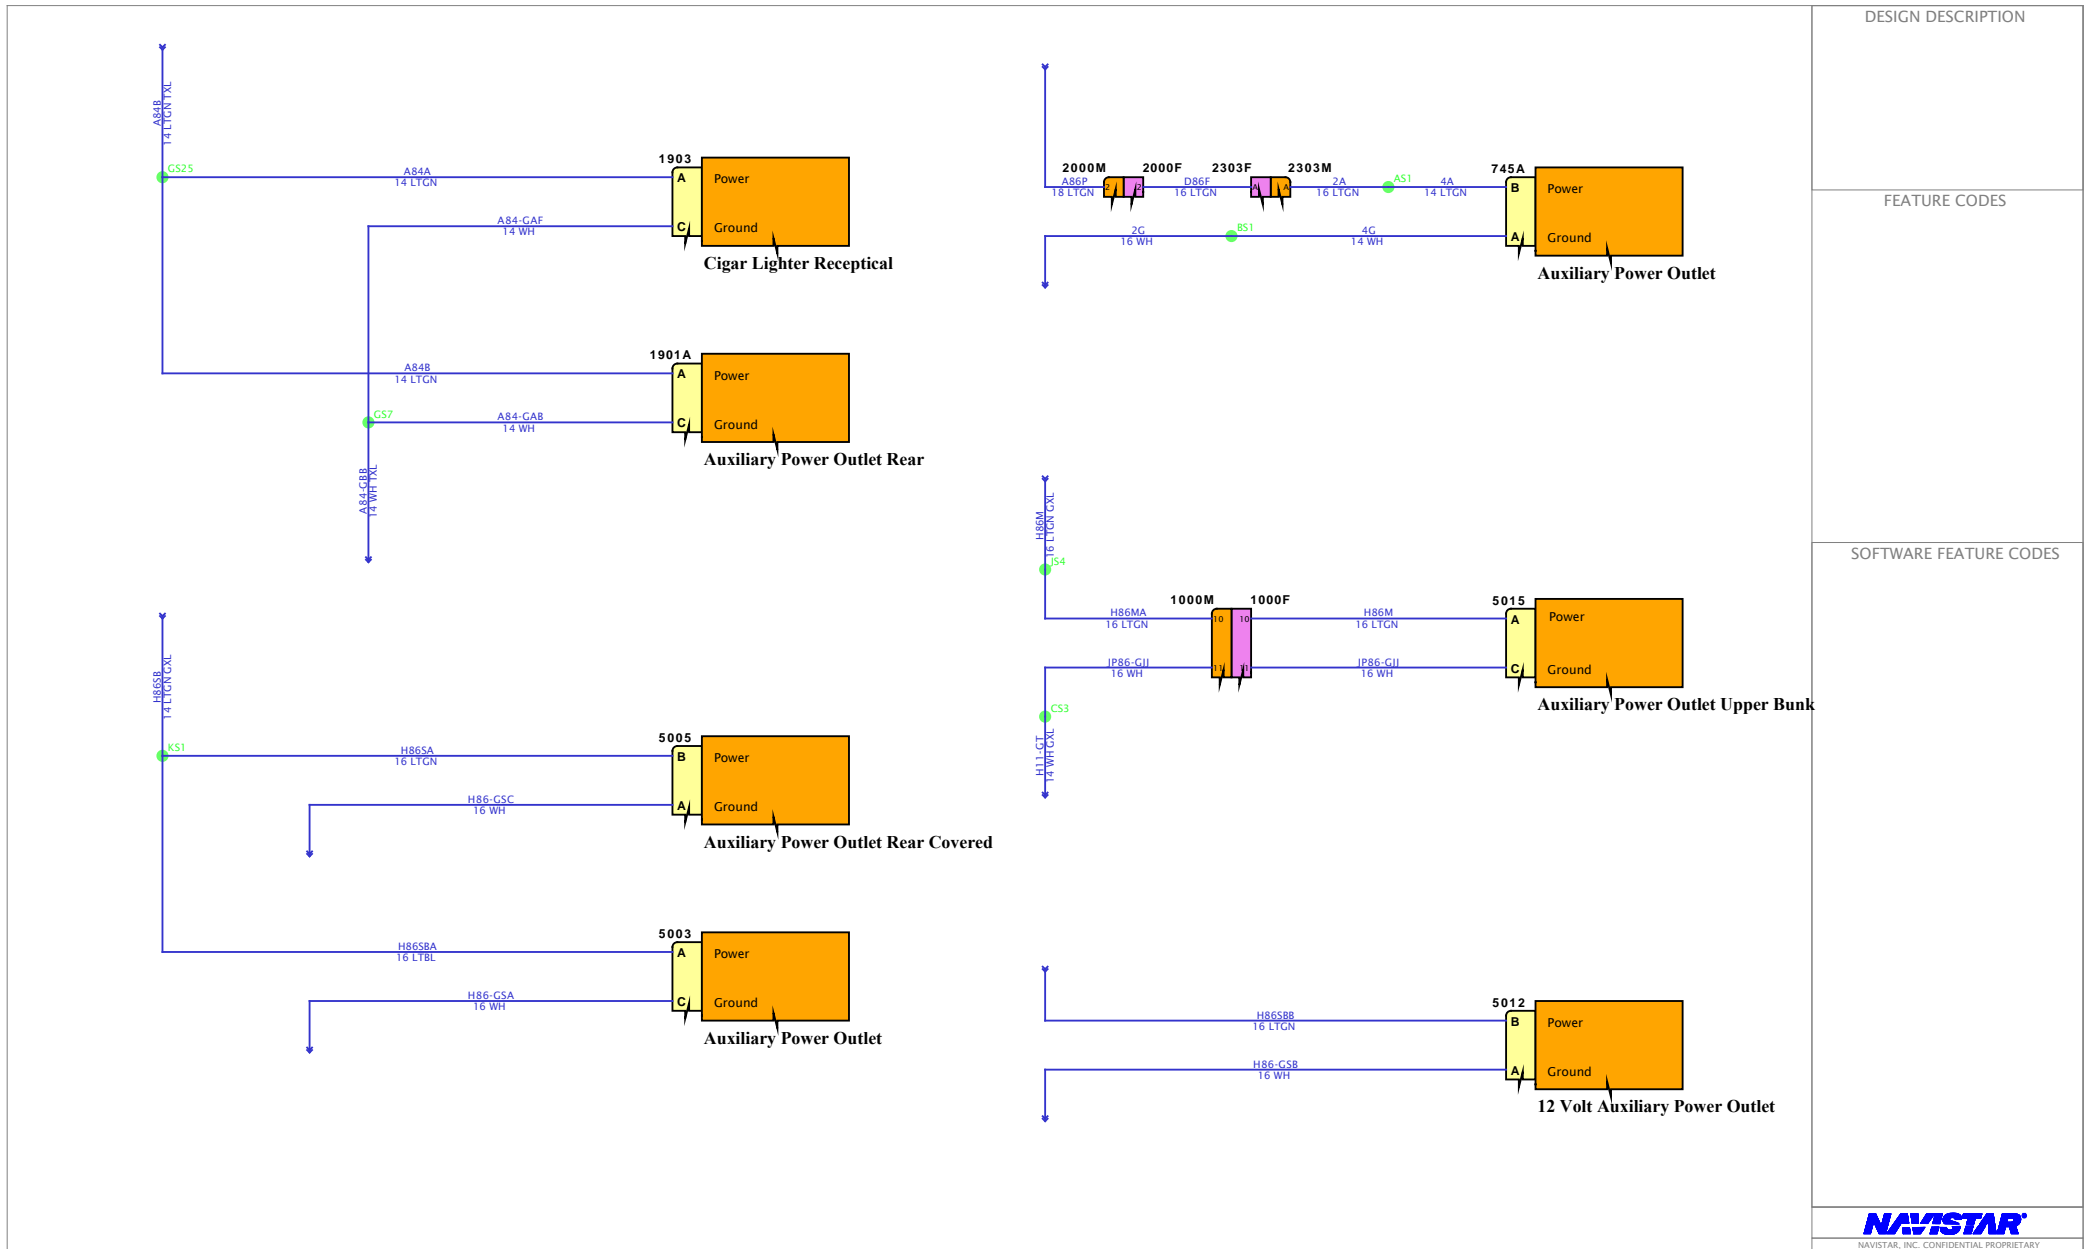 DESIGN DESCRIPTION
FEATURE CODES
SOFTWARE FEATURE CODES
A84B
14 LTGN TXL
GS25
A84A
14 LTGN
1903
A
Power
A84-GAF
14 WH
C
Ground
Cigar Lighter Receptical
1901A
A84B
14 LTGN
A
Power
GS7
A84-GAB
14 WH
C
Ground
Auxiliary Power Outlet Rear
A84-GBB
14 WH TXL
H86SB
14 LTGN GXL
KS1
H86SA
16 LTGN
5005
B
Power
H86-GSC
16 WH
A
Ground
Auxiliary Power Outlet Rear Covered
5003
H86SBA
16 LTBL
A
Power
H86-GSA
16 WH
C
Ground
Auxiliary Power Outlet
2000M 2000F 2303F 2303M 745A
A86P
18 LTGN
2 2
D86F
16 LTGN
A A
2A
16 LTGN
AS1
4A
14 LTGN
B
Power
2G
16 WH
BS1
4G
14 WH
A
Ground
Auxiliary Power Outlet
H86M
16 LTGN GXL
JS4
1000M 1000F 5015
H86MA
16 LTGN
10 10
H86M
16 LTGN
A
Power
JP86-GJJ
16 WH
11 11
JP86-GJJ
16 WH
C
Ground
Auxiliary Power Outlet Upper Bunk
CS3
H11-GT
14 WH GXL
5012
H86SBB
16 LTGN
B
Power
H86-GSB
16 WH
A
Ground
12 Volt Auxiliary Power Outlet
NAVISTAR
NAVISTAR, INC. CONFIDENTIAL PROPRIETARY